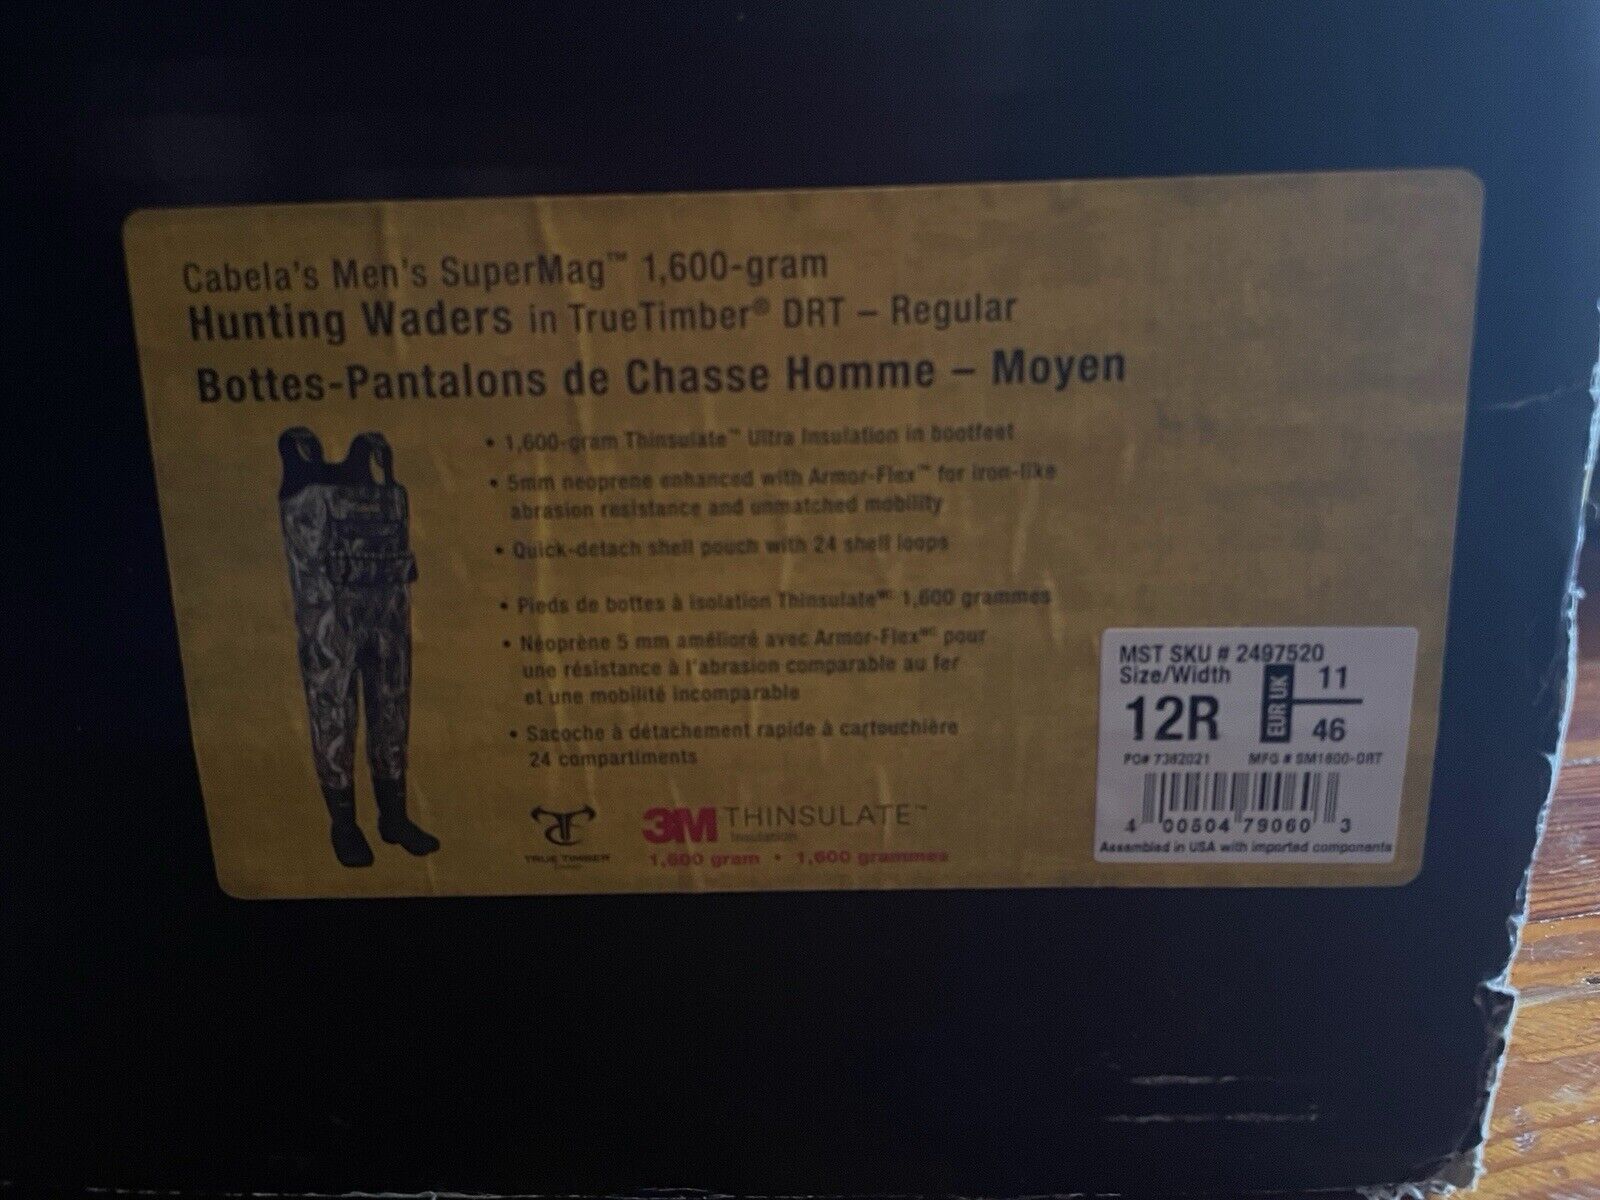 Cabela's Men's SuperMag™ 1,600-gram
Hunting Waders in TrueTimber® DRT – Regular
Bottes-Pantalons de Chasse Homme – Moyen
• 1,600-gram Thinsulate™ Ultra Insulation in bootfeet
• 5mm neoprene enhanced with Armor-Flex™ for iron-like
abrasion resistance and unmatched mobility
• Quick-detach shell pouch with 24 shell loops
• Pieds de bottes à isolation Thinsulate🅪 1,600 grammes
• Néoprène 5 mm amélioré avec Armor-Flex🅪 pour
une résistance à l'abrasion comparable au fer
et une mobilité incomparable
• Sacoche à détachement rapide à cartouchière
24 compartiments
TRUE TIMBER
3M THINSULATE™
Insulation
1,600 gram • 1,600 grammes
MST SKU # 2497520
Size/Width
12R
EUR UK
11
46
PO# 7382021 MFG # SM1600-DRT
4 00504 79060 3
Assembled in USA with imported components